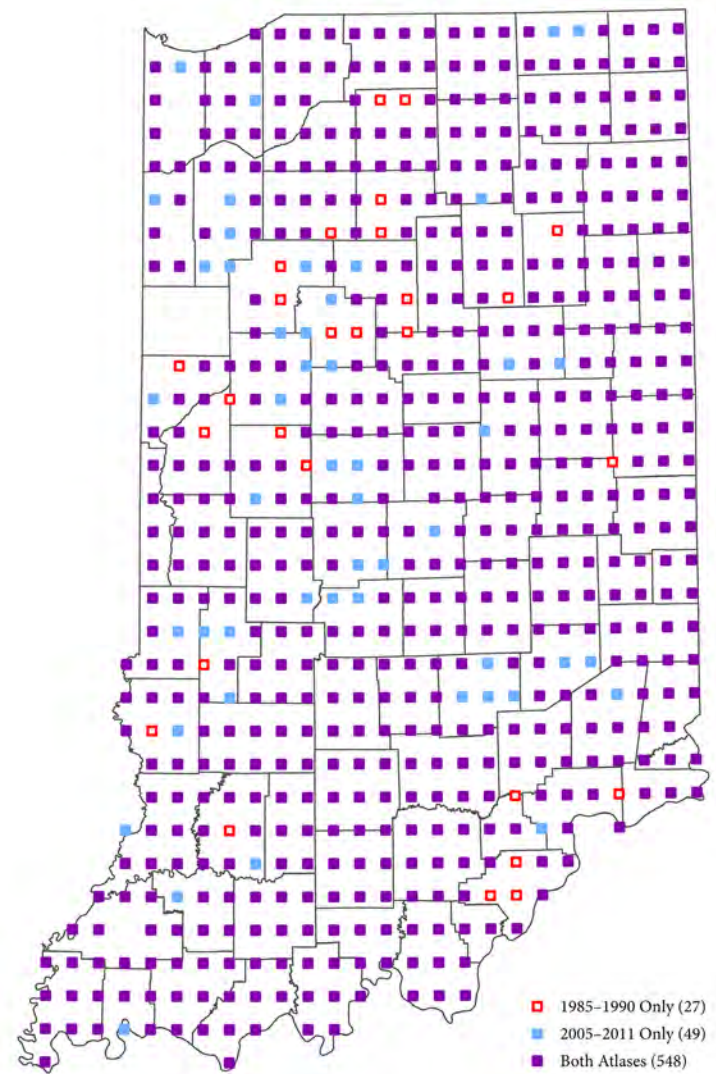 1985–1990 Only (27)
2005–2011 Only (49)
Both Atlases (548)